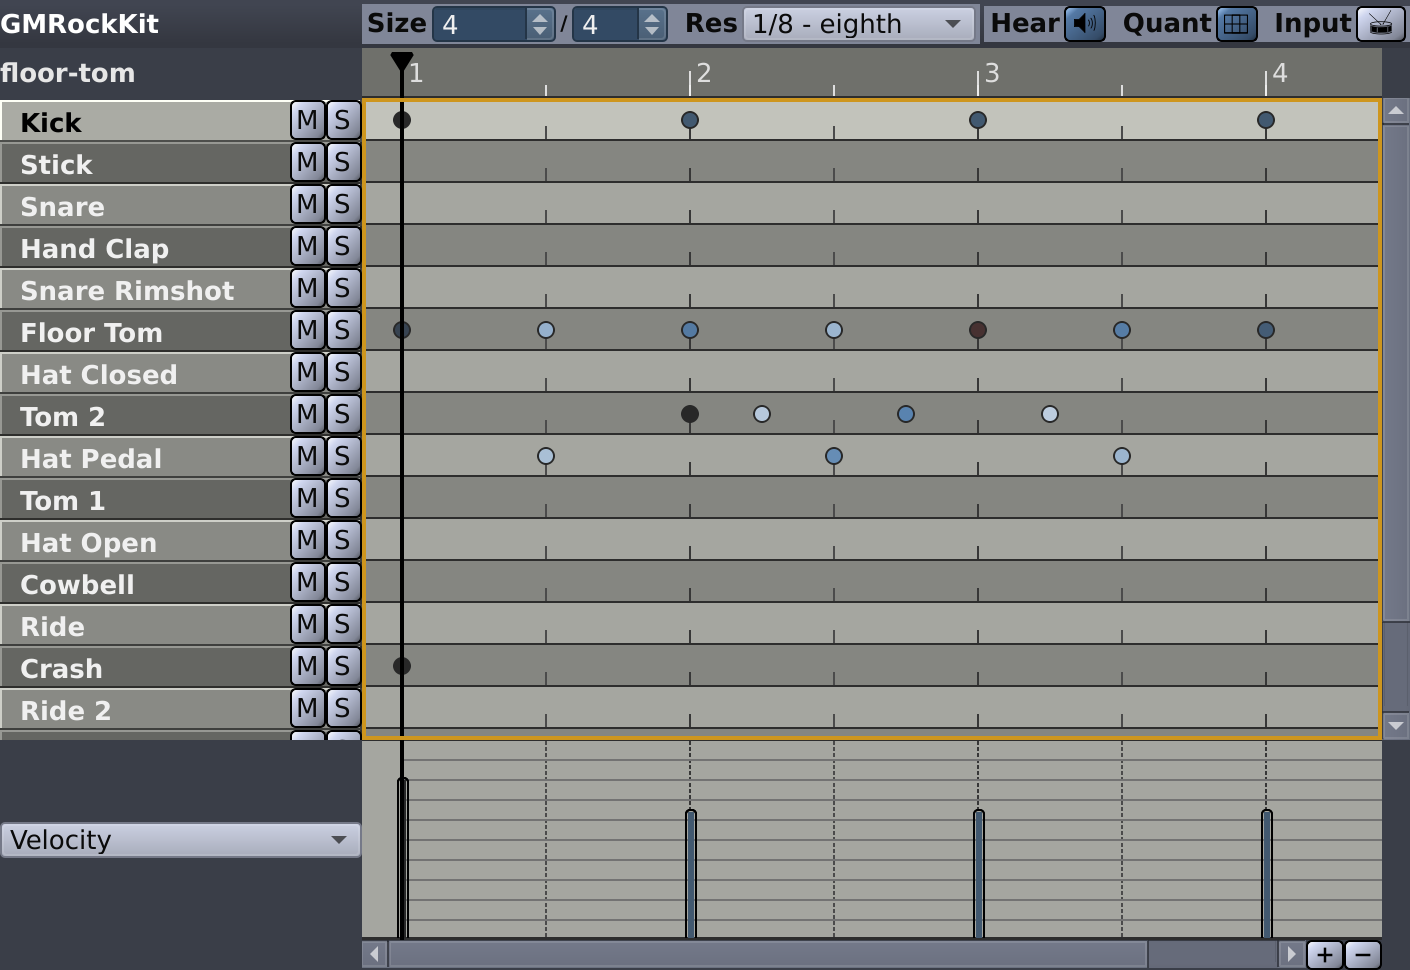 GMRockKit Size 4 / 4 Res 1/8 - eighth Hear Quant Input
floor-tom 1 2 3 4
Kick M S
Stick M S
Snare M S
Hand Clap M S
Snare Rimshot M S
Floor Tom M S
Hat Closed M S
Tom 2 M S
Hat Pedal M S
Tom 1 M S
Hat Open M S
Cowbell M S
Ride M S
Crash M S
Ride 2 M S
Velocity
+ −